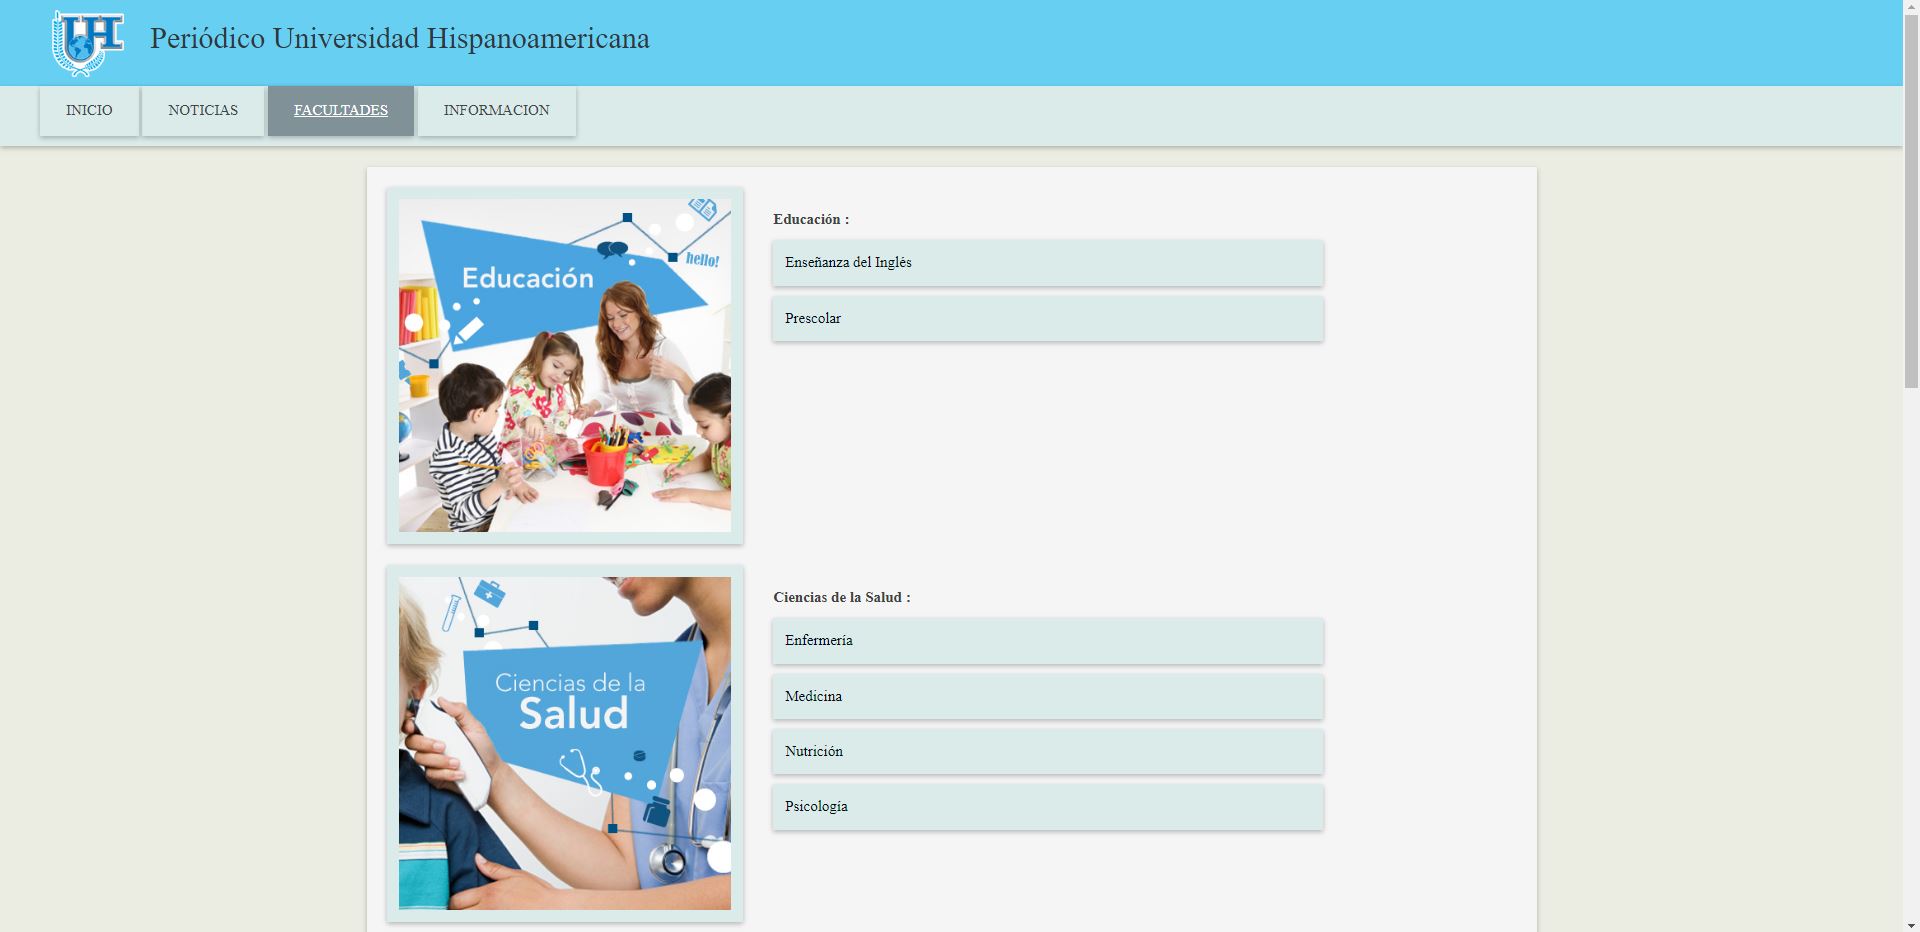 UH
Periódico Universidad Hispanoamericana
INICIO
NOTICIAS
FACULTADES
INFORMACION
Educación
hello!
Educación :
Enseñanza del Inglés
Prescolar
Ciencias de la
Salud
Ciencias de la Salud :
Enfermería
Medicina
Nutrición
Psicología